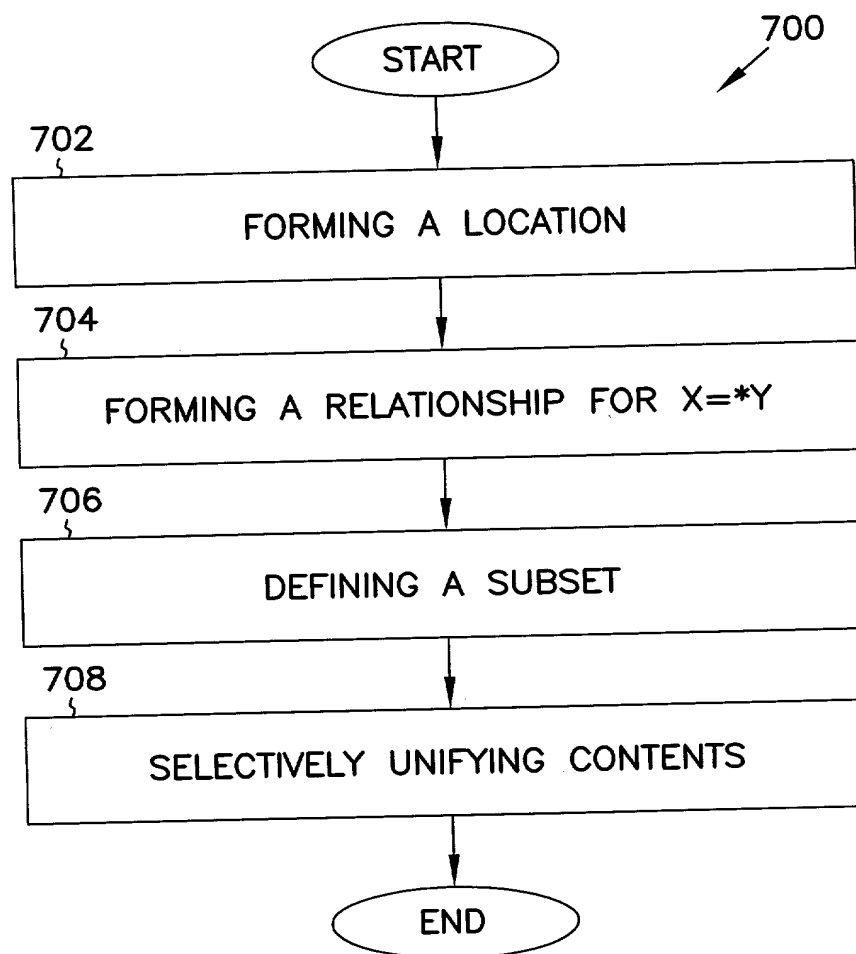 START
700
702
FORMING A LOCATION
704
FORMING A RELATIONSHIP FOR X=*Y
706
DEFINING A SUBSET
708
SELECTIVELY UNIFYING CONTENTS
END